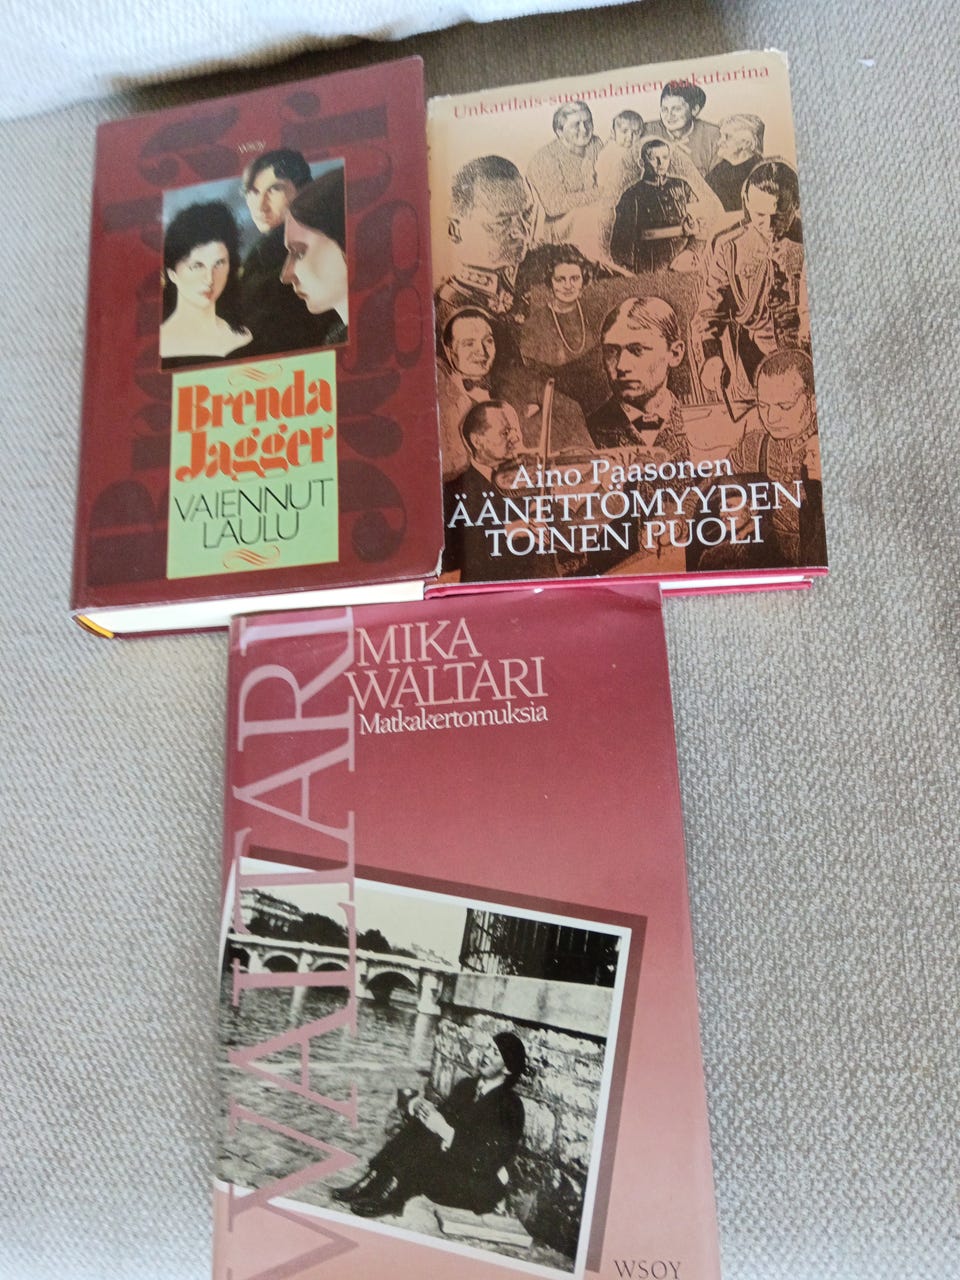 WSOY
Brenda
Jagger
VAIENNUT
LAULU
Unkarilais-suomalainen sukutarina
Aino Paasonen
ÄÄNETTÖMYYDEN
TOINEN PUOLI
WALTARI
MIKA
WALTARI
Matkakertomuksia
WSOY